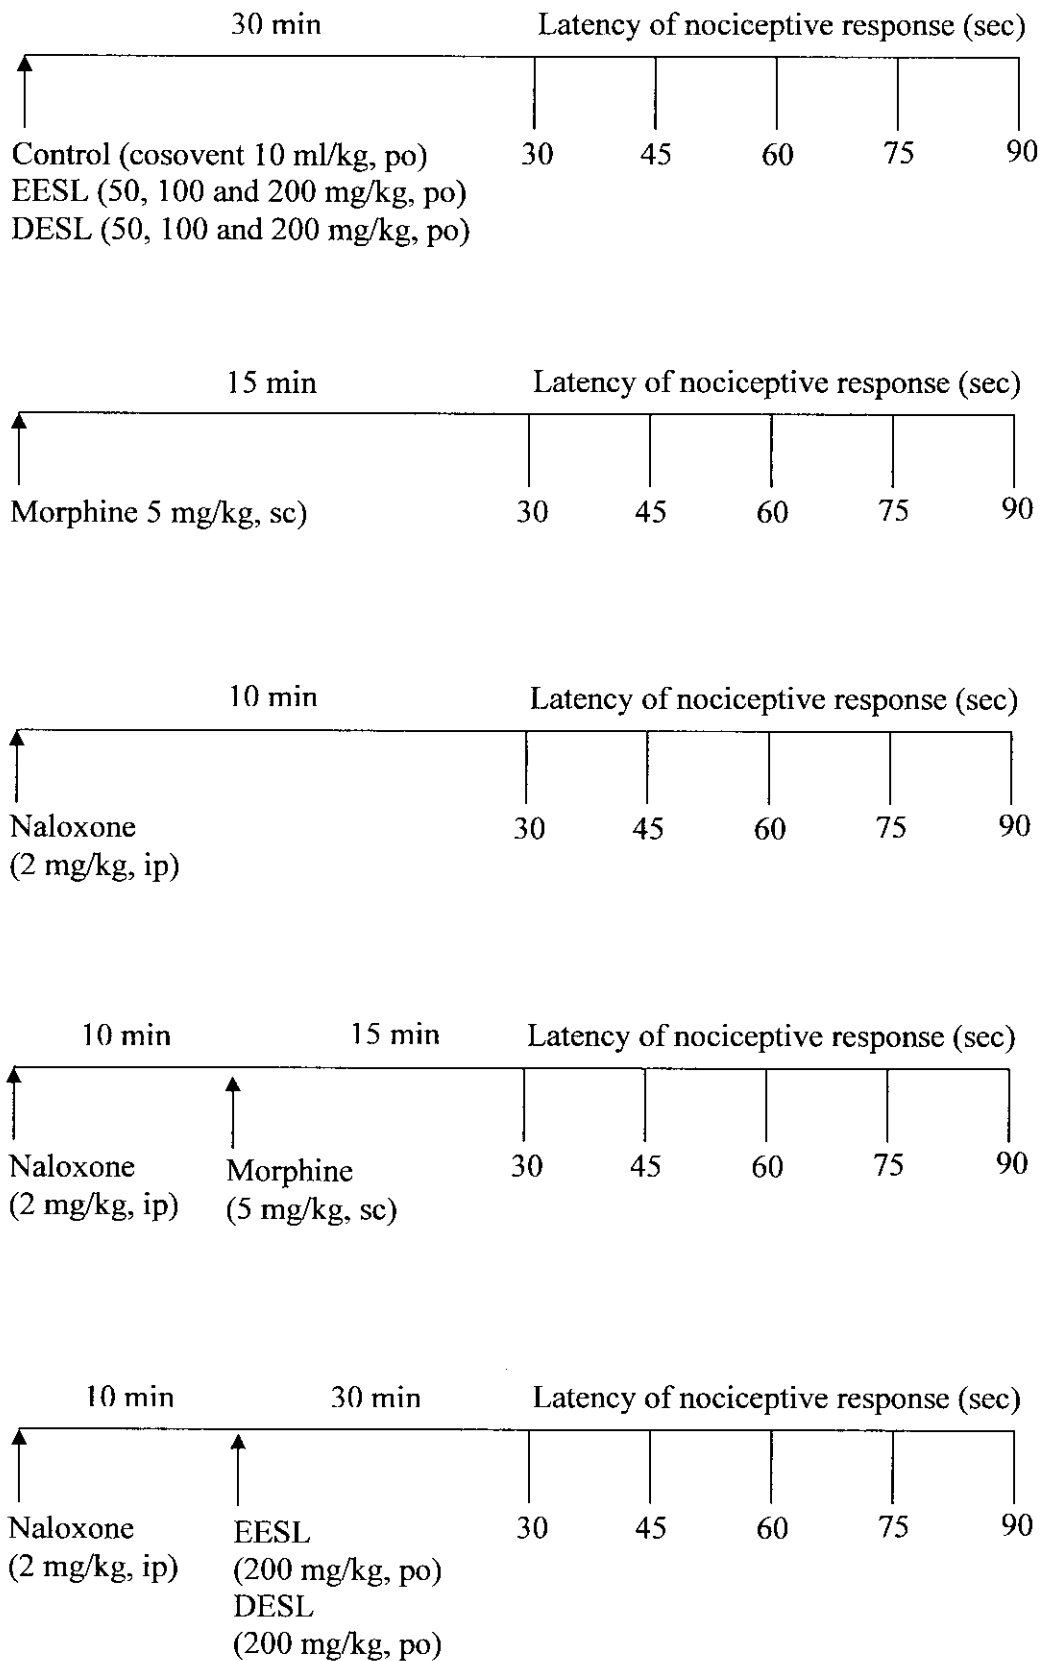 30 min Latency of nociceptive response (sec)
Control (cosovent 10 ml/kg, po) 30 45 60 75 90
EESL (50, 100 and 200 mg/kg, po)
DESL (50, 100 and 200 mg/kg, po)
15 min Latency of nociceptive response (sec)
Morphine 5 mg/kg, sc) 30 45 60 75 90
10 min Latency of nociceptive response (sec)
Naloxone 30 45 60 75 90
(2 mg/kg, ip)
10 min 15 min Latency of nociceptive response (sec)
Naloxone Morphine 30 45 60 75 90
(2 mg/kg, ip) (5 mg/kg, sc)
10 min 30 min Latency of nociceptive response (sec)
Naloxone EESL 30 45 60 75 90
(2 mg/kg, ip) (200 mg/kg, po)
DESL
(200 mg/kg, po)